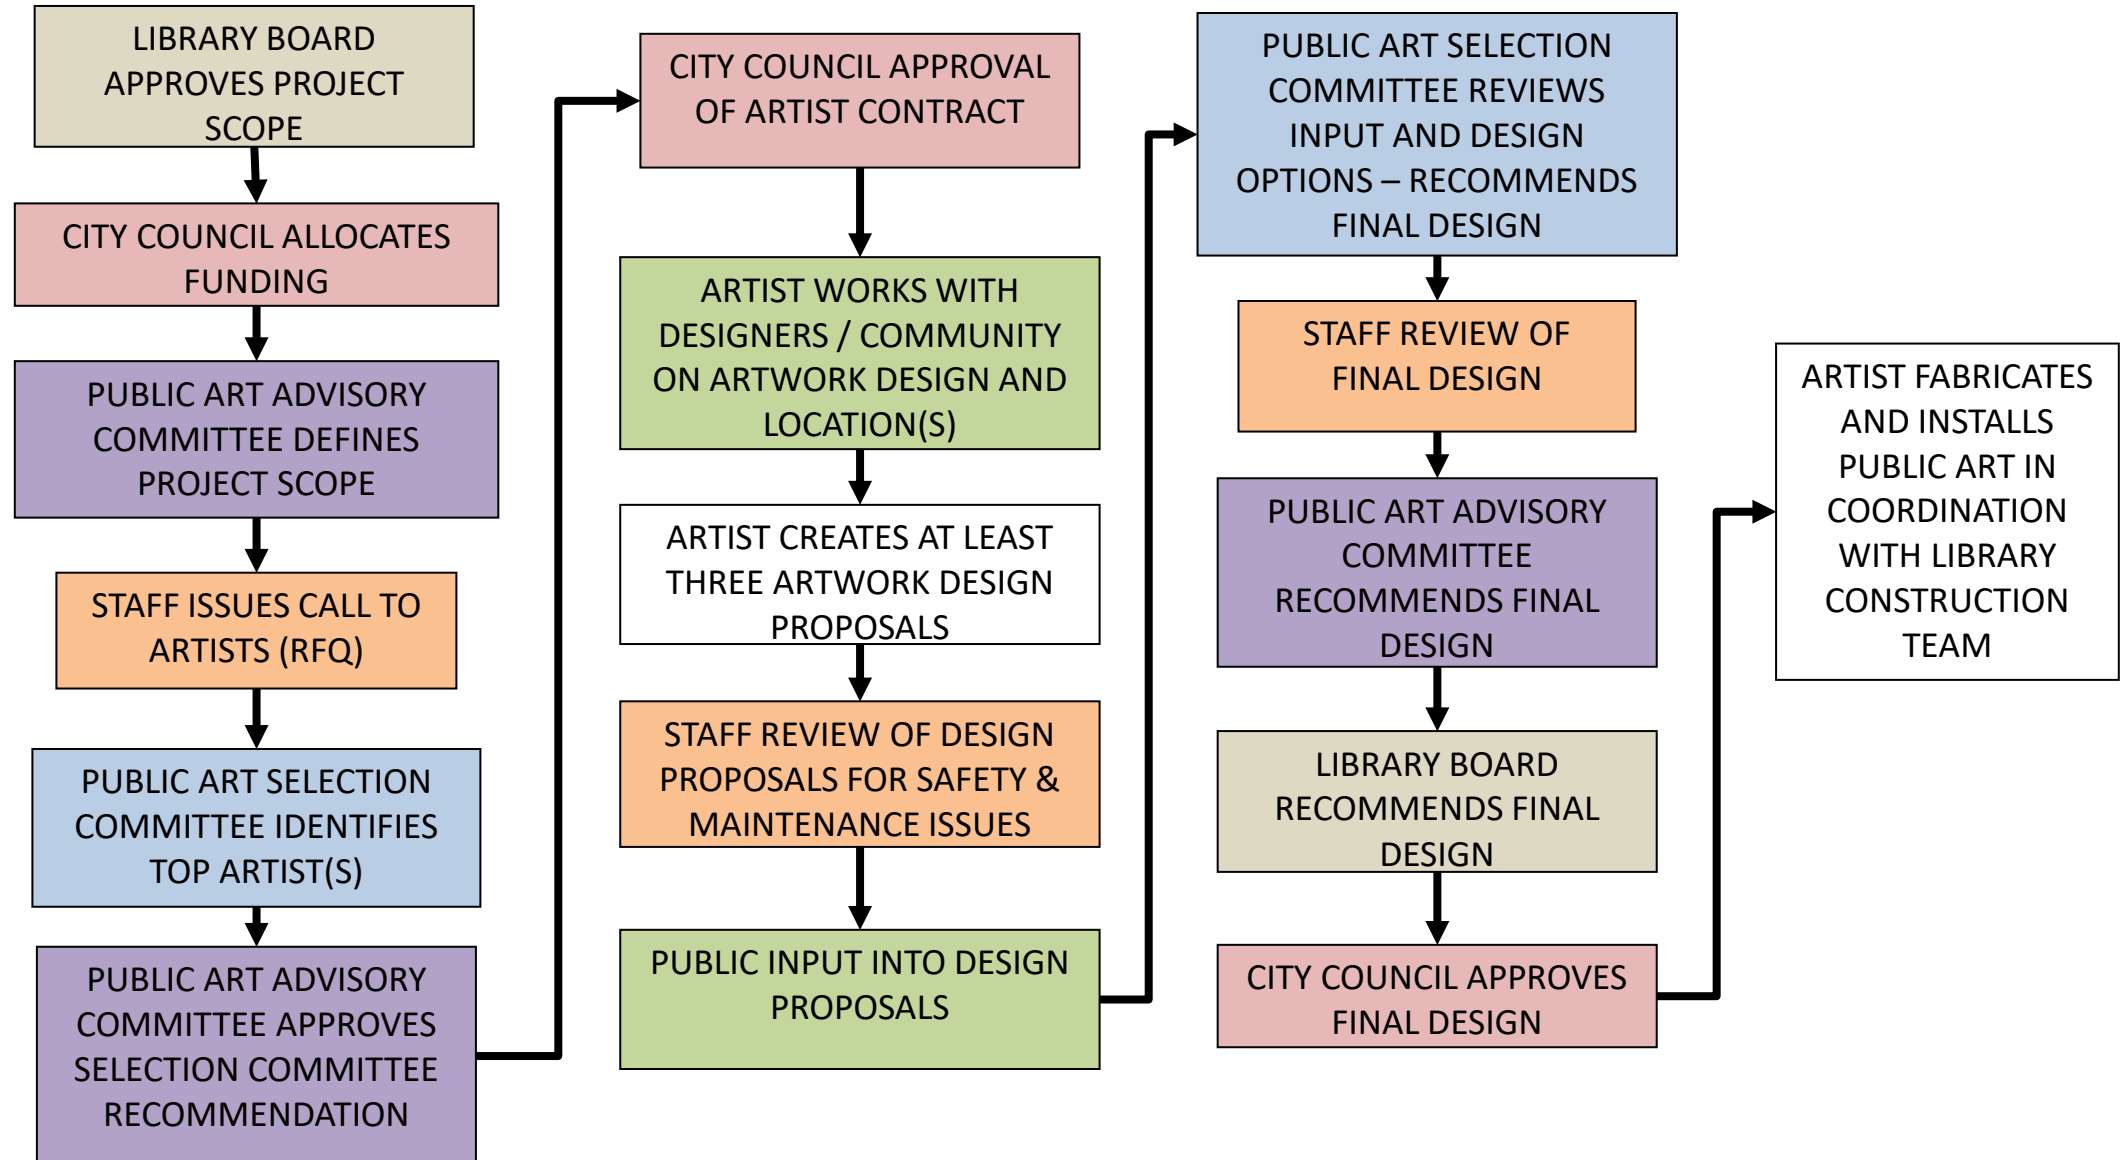 LIBRARY BOARD
APPROVES PROJECT
SCOPE
CITY COUNCIL ALLOCATES
FUNDING
PUBLIC ART ADVISORY
COMMITTEE DEFINES
PROJECT SCOPE
STAFF ISSUES CALL TO
ARTISTS (RFQ)
PUBLIC ART SELECTION
COMMITTEE IDENTIFIES
TOP ARTIST(S)
PUBLIC ART ADVISORY
COMMITTEE APPROVES
SELECTION COMMITTEE
RECOMMENDATION
CITY COUNCIL APPROVAL
OF ARTIST CONTRACT
ARTIST WORKS WITH
DESIGNERS / COMMUNITY
ON ARTWORK DESIGN AND
LOCATION(S)
ARTIST CREATES AT LEAST
THREE ARTWORK DESIGN
PROPOSALS
STAFF REVIEW OF DESIGN
PROPOSALS FOR SAFETY &
MAINTENANCE ISSUES
PUBLIC INPUT INTO DESIGN
PROPOSALS
PUBLIC ART SELECTION
COMMITTEE REVIEWS
INPUT AND DESIGN
OPTIONS – RECOMMENDS
FINAL DESIGN
STAFF REVIEW OF
FINAL DESIGN
PUBLIC ART ADVISORY
COMMITTEE
RECOMMENDS FINAL
DESIGN
LIBRARY BOARD
RECOMMENDS FINAL
DESIGN
CITY COUNCIL APPROVES
FINAL DESIGN
ARTIST FABRICATES
AND INSTALLS
PUBLIC ART IN
COORDINATION
WITH LIBRARY
CONSTRUCTION
TEAM